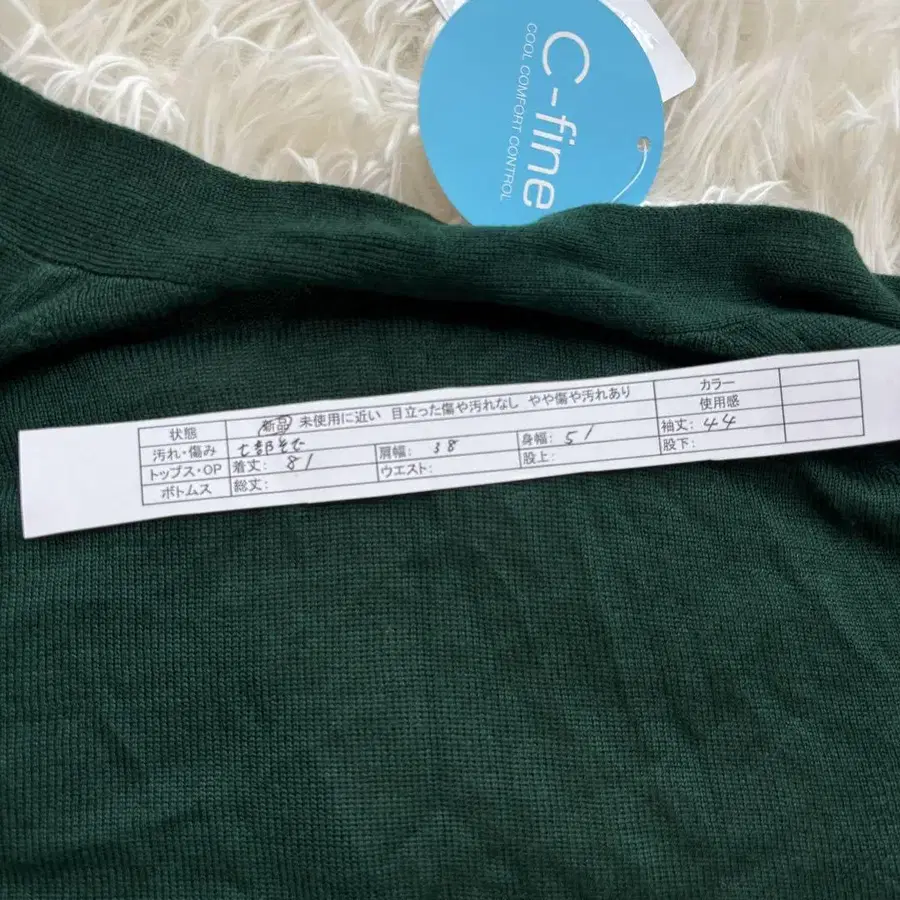 C-fine
COOL COMFORT CONTROL
状態 新品 未使用に近い 目立った傷や汚れなし やや傷や汚れあり カラー
汚れ・傷み 七部そで 使用感
トップス・OP 着丈: 81 肩幅: 38 身幅: 51 袖丈: 44
ボトムス 総丈: ウエスト: 股上: 股下: